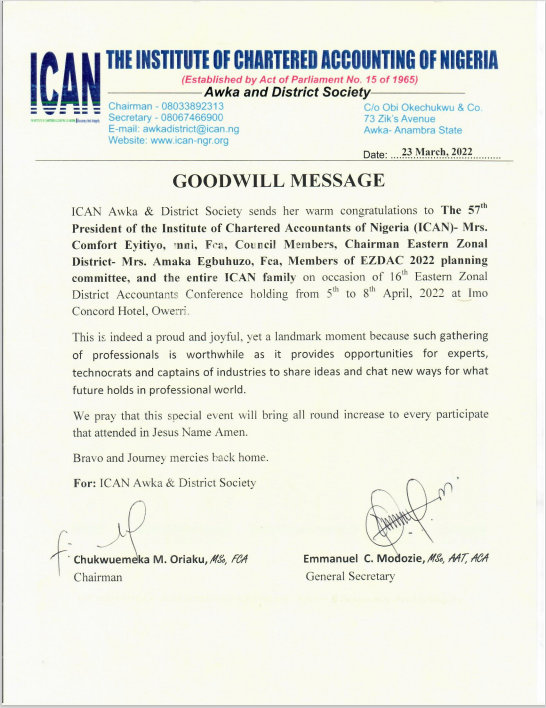 ICAN
THE INSTITUTE OF CHARTERED ACCOUNTING OF NIGERIA
(Established by Act of Parliament No. 15 of 1965)
Awka and District Society
Chairman - 08033892313
Secretary - 08067466900
E-mail: awkadistrict@ican.ng
Website: www.ican-ngr.org
C/o Obi Okechukwu & Co.
73 Zik's Avenue
Awka- Anambra State
Date: 23 March, 2022
GOODWILL MESSAGE
ICAN Awka & District Society sends her warm congratulations to The 57th
President of the Institute of Chartered Accountants of Nigeria (ICAN)- Mrs.
Comfort Eyitiyo, mni, Fca, Council Members, Chairman Eastern Zonal
District- Mrs. Amaka Egbuhuzo, Fca, Members of EZDAC 2022 planning
committee, and the entire ICAN family on occasion of 16th Eastern Zonal
District Accountants Conference holding from 5th to 8th April, 2022 at Imo
Concord Hotel, Owerri.
This is indeed a proud and joyful, yet a landmark moment because such gathering
of professionals is worthwhile as it provides opportunities for experts,
technocrats and captains of industries to share ideas and chat new ways for what
future holds in professional world.
We pray that this special event will bring all round increase to every participate
that attended in Jesus Name Amen.
Bravo and Journey mercies back home.
For: ICAN Awka & District Society
Chukwuemeka M. Oriaku, MSc, FCA
Chairman
Emmanuel C. Modozie, MSc, AAT, ACA
General Secretary